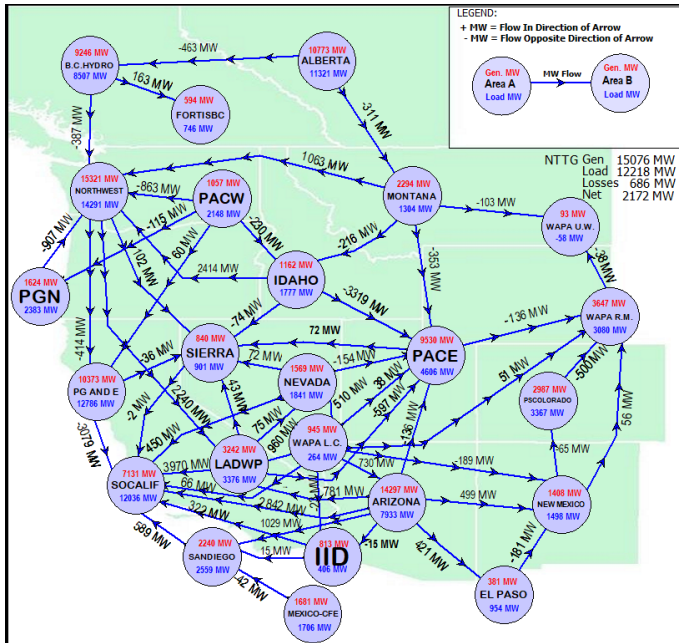 LEGEND:
+ MW = Flow In Direction of Arrow
- MW = Flow Opposite Direction of Arrow
Gen. MW
Area A
Load MW
MW Flow
Gen. MW
Area B
Load MW
NTTG Gen 15076 MW
Load 12218 MW
Losses 686 MW
Net 2172 MW
9246 MW
B.C.HYDRO
8507 MW
-463 MW
10773 MW
ALBERTA
11321 MW
163 MW
594 MW
FORTISBC
746 MW
-387 MW
-311 MW
1063 MW
15321 MW
NORTHWEST
14291 MW
-863 MW
1057 MW
PACW
2148 MW
2294 MW
MONTANA
1304 MW
-103 MW
93 MW
WAPA U.W.
-58 MW
-115 MW
-230 MW
-216 MW
-907 MW
102 MW
60 MW
2414 MW
-353 MW
-38 MW
1624 MW
PGN
2383 MW
1162 MW
IDAHO
1777 MW
-3319 MW
-414 MW
-74 MW
-136 MW
3647 MW
WAPA R.M.
3080 MW
840 MW
SIERRA
901 MW
72 MW
72 MW
-154 MW
9530 MW
PACE
4606 MW
-36 MW
1569 MW
NEVADA
1841 MW
510 MW
38 MW
-597 MW
51 MW
-500 MW
10373 MW
PG AND E
12786 MW
-2 MW
2240 MW
43 MW
75 MW
2987 MW
PSCOLORADO
3367 MW
56 MW
-3079 MW
450 MW
960 MW
945 MW
WAPA L.C.
264 MW
-136 MW
-65 MW
3242 MW
LADWP
3376 MW
730 MW
-189 MW
7131 MW
SOCALIF
12036 MW
3970 MW
66 MW
781 MW
14297 MW
ARIZONA
7933 MW
499 MW
1408 MW
NEW MEXICO
1498 MW
322 MW
2842 MW
1029 MW
589 MW
2240 MW
SANDIEGO
2559 MW
15 MW
813 MW
IID
406 MW
-15 MW
421 MW
-181 MW
-42 MW
381 MW
EL PASO
954 MW
1681 MW
MEXICO-CFE
1706 MW